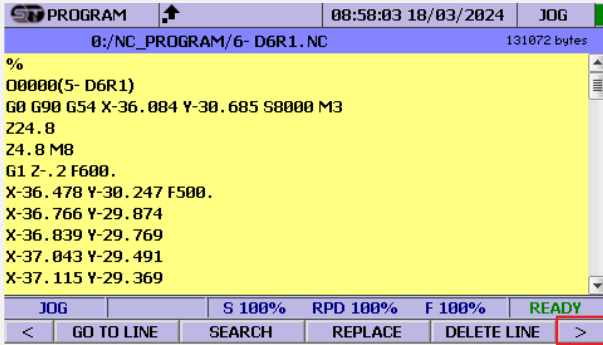 PROGRAM 08:58:03 18/03/2024 JOG
0:/NC_PROGRAM/6- D6R1.NC 131072 bytes
%
O0000(5- D6R1)
G0 G90 G54 X-36.084 Y-30.685 S8000 M3
Z24.8
Z4.8 M8
G1 Z-.2 F600.
X-36.478 Y-30.247 F500.
X-36.766 Y-29.874
X-36.839 Y-29.769
X-37.043 Y-29.491
X-37.115 Y-29.369
JOG S 100% RPD 100% F 100% READY
< GO TO LINE SEARCH REPLACE DELETE LINE >